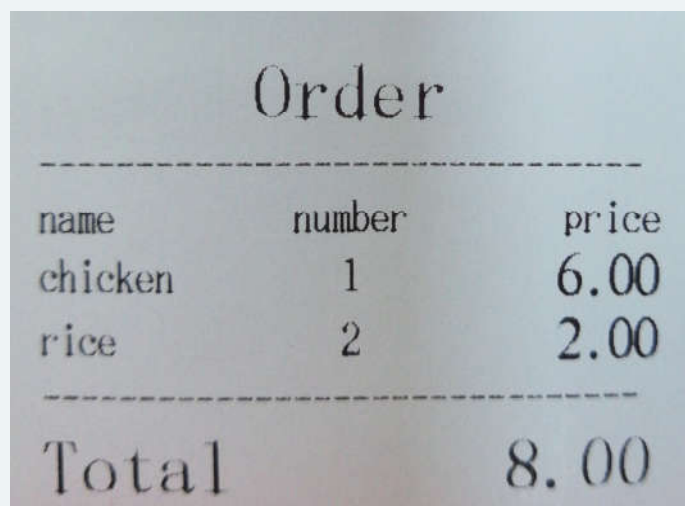 Order
name number price
chicken 1 6.00
rice 2 2.00
Total 8.00